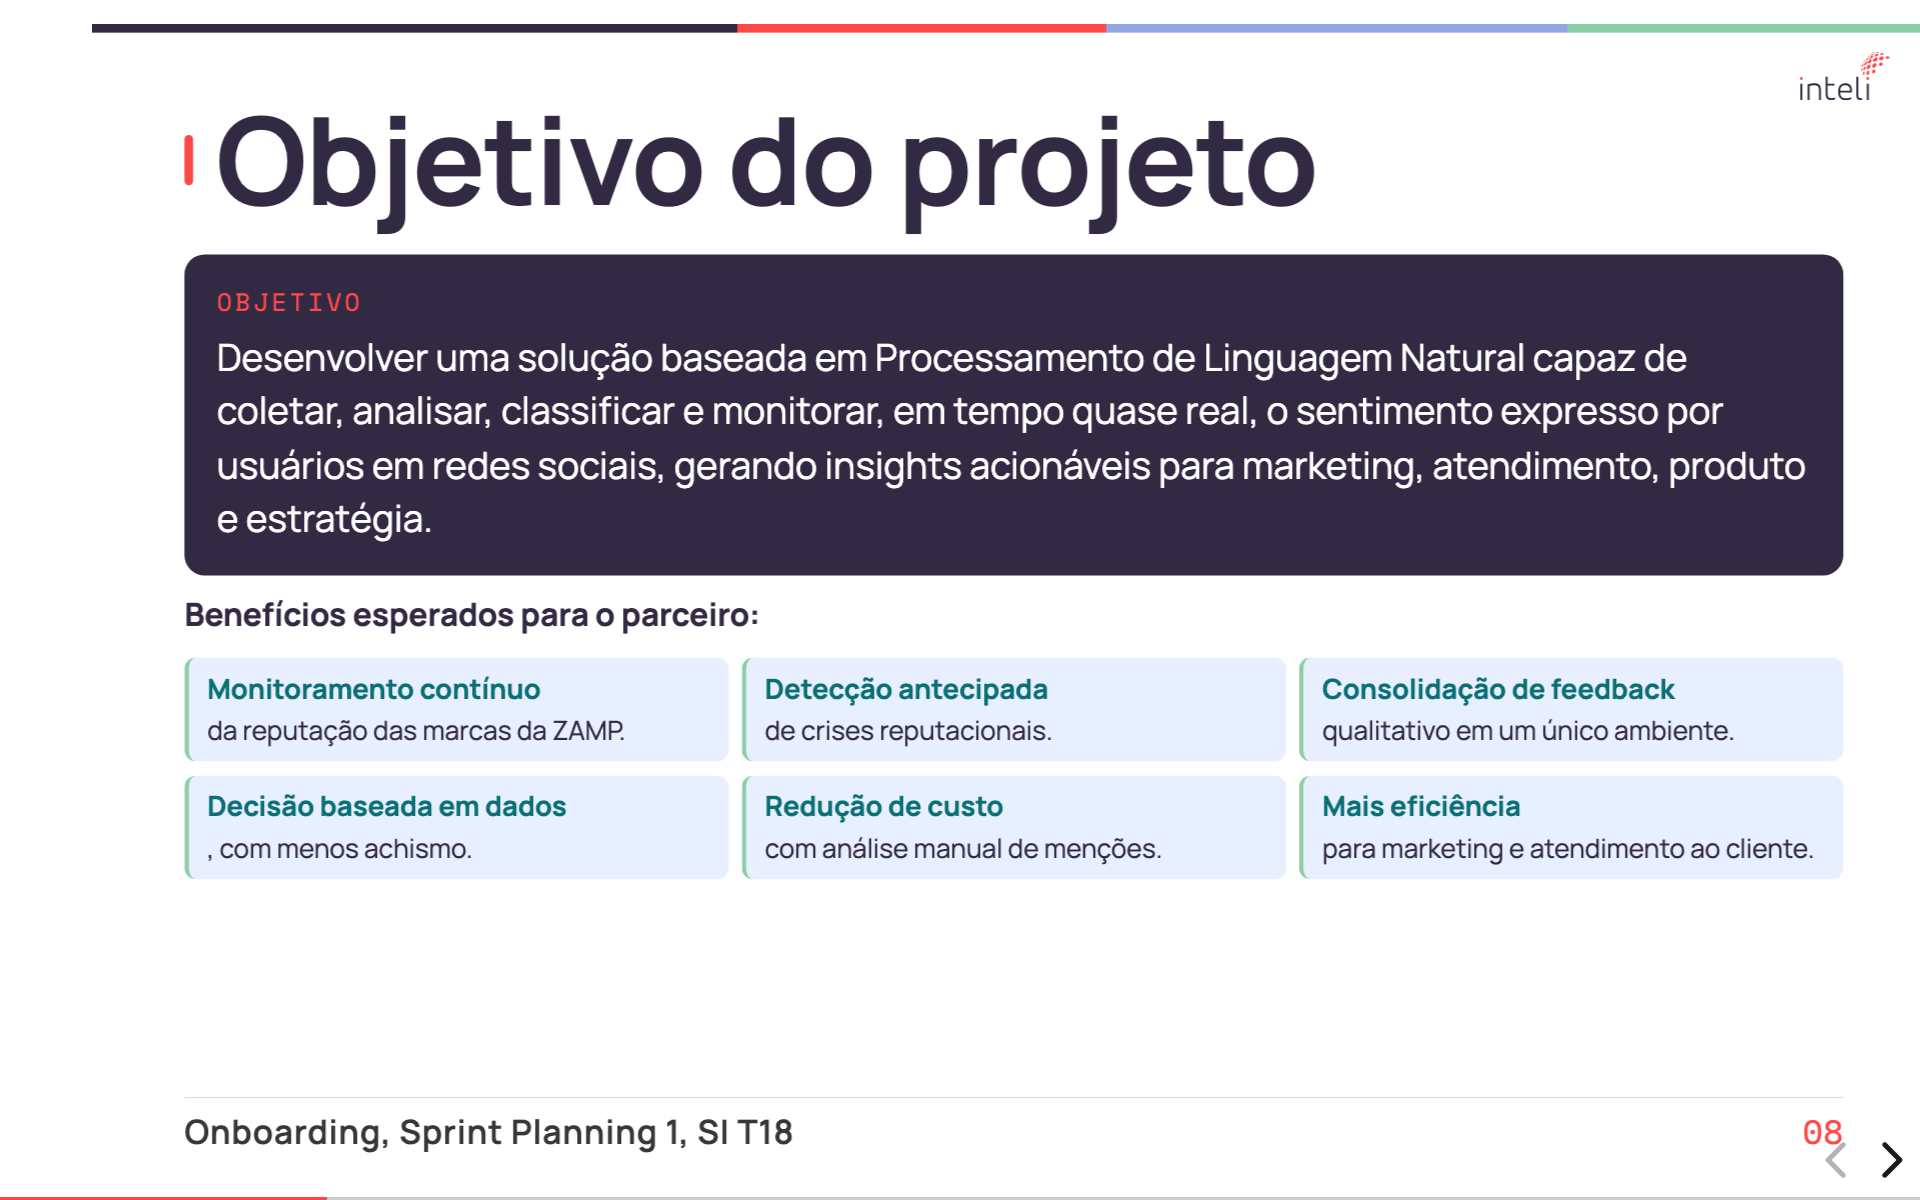 inteli
Objetivo do projeto
OBJETIVO
Desenvolver uma solução baseada em Processamento de Linguagem Natural capaz de
coletar, analisar, classificar e monitorar, em tempo quase real, o sentimento expresso por
usuários em redes sociais, gerando insights acionáveis para marketing, atendimento, produto
e estratégia.
Benefícios esperados para o parceiro:
Monitoramento contínuo
da reputação das marcas da ZAMP.
Detecção antecipada
de crises reputacionais.
Consolidação de feedback
qualitativo em um único ambiente.
Decisão baseada em dados
, com menos achismo.
Redução de custo
com análise manual de menções.
Mais eficiência
para marketing e atendimento ao cliente.
Onboarding, Sprint Planning 1, SI T18
08